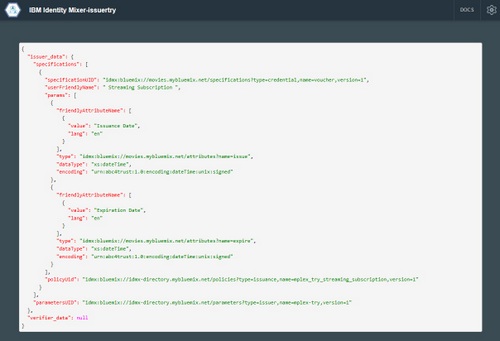 IBM Identity Mixer-issuertry
DOCS
{
"issuer_data": {
"specifications": [
{
"specificationUID": "idmx:bluemix://movies.mybluemix.net/specifications?type=credential,name=voucher,version=1",
"userFriendlyName": " Streaming Subscription ",
"params": [
{
"friendlyAttributeName": [
{
"value": "Issuance Date",
"lang": "en"
}
],
"type": "idmx:bluemix://movies.mybluemix.net/attributes?name=issue",
"dataType": "xs:dateTime",
"encoding": "urn:abc4trust:1.0:encoding:dateTime:unix:signed"
},
{
"friendlyAttributeName": [
{
"value": "Expiration Date",
"lang": "en"
}
],
"type": "idmx:bluemix://movies.mybluemix.net/attributes?name=expire",
"dataType": "xs:dateTime",
"encoding": "urn:abc4trust:1.0:encoding:dateTime:unix:signed"
}
],
"policyUid": "idmx:bluemix://idmx-directory.mybluemix.net/policies?type=issuance,name=mplex_try_streaming_subscription,version=1"
}
],
"parametersUID": "idmx:bluemix://idmx-directory.mybluemix.net/parameters?type=issuer,name=mplex-try,version=1"
},
"verifier_data": null